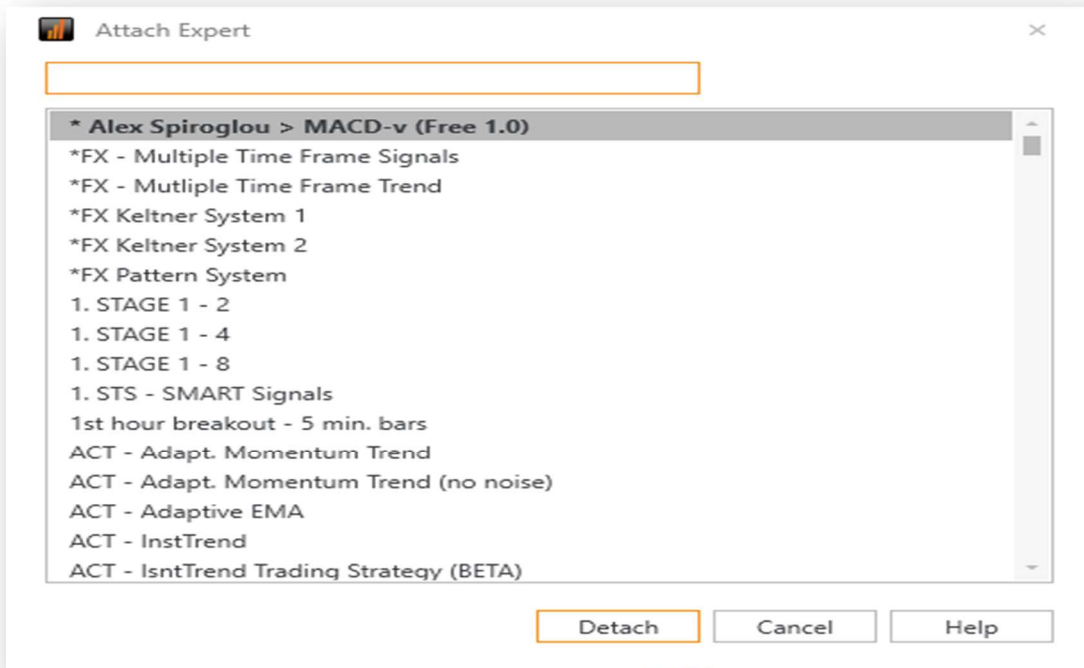 Attach Expert
* Alex Spiroglou > MACD-v (Free 1.0)
*FX - Multiple Time Frame Signals
*FX - Mutliple Time Frame Trend
*FX Keltner System 1
*FX Keltner System 2
*FX Pattern System
1. STAGE 1 - 2
1. STAGE 1 - 4
1. STAGE 1 - 8
1. STS - SMART Signals
1st hour breakout - 5 min. bars
ACT - Adapt. Momentum Trend
ACT - Adapt. Momentum Trend (no noise)
ACT - Adaptive EMA
ACT - InstTrend
ACT - IsntTrend Trading Strategy (BETA)
Detach Cancel Help